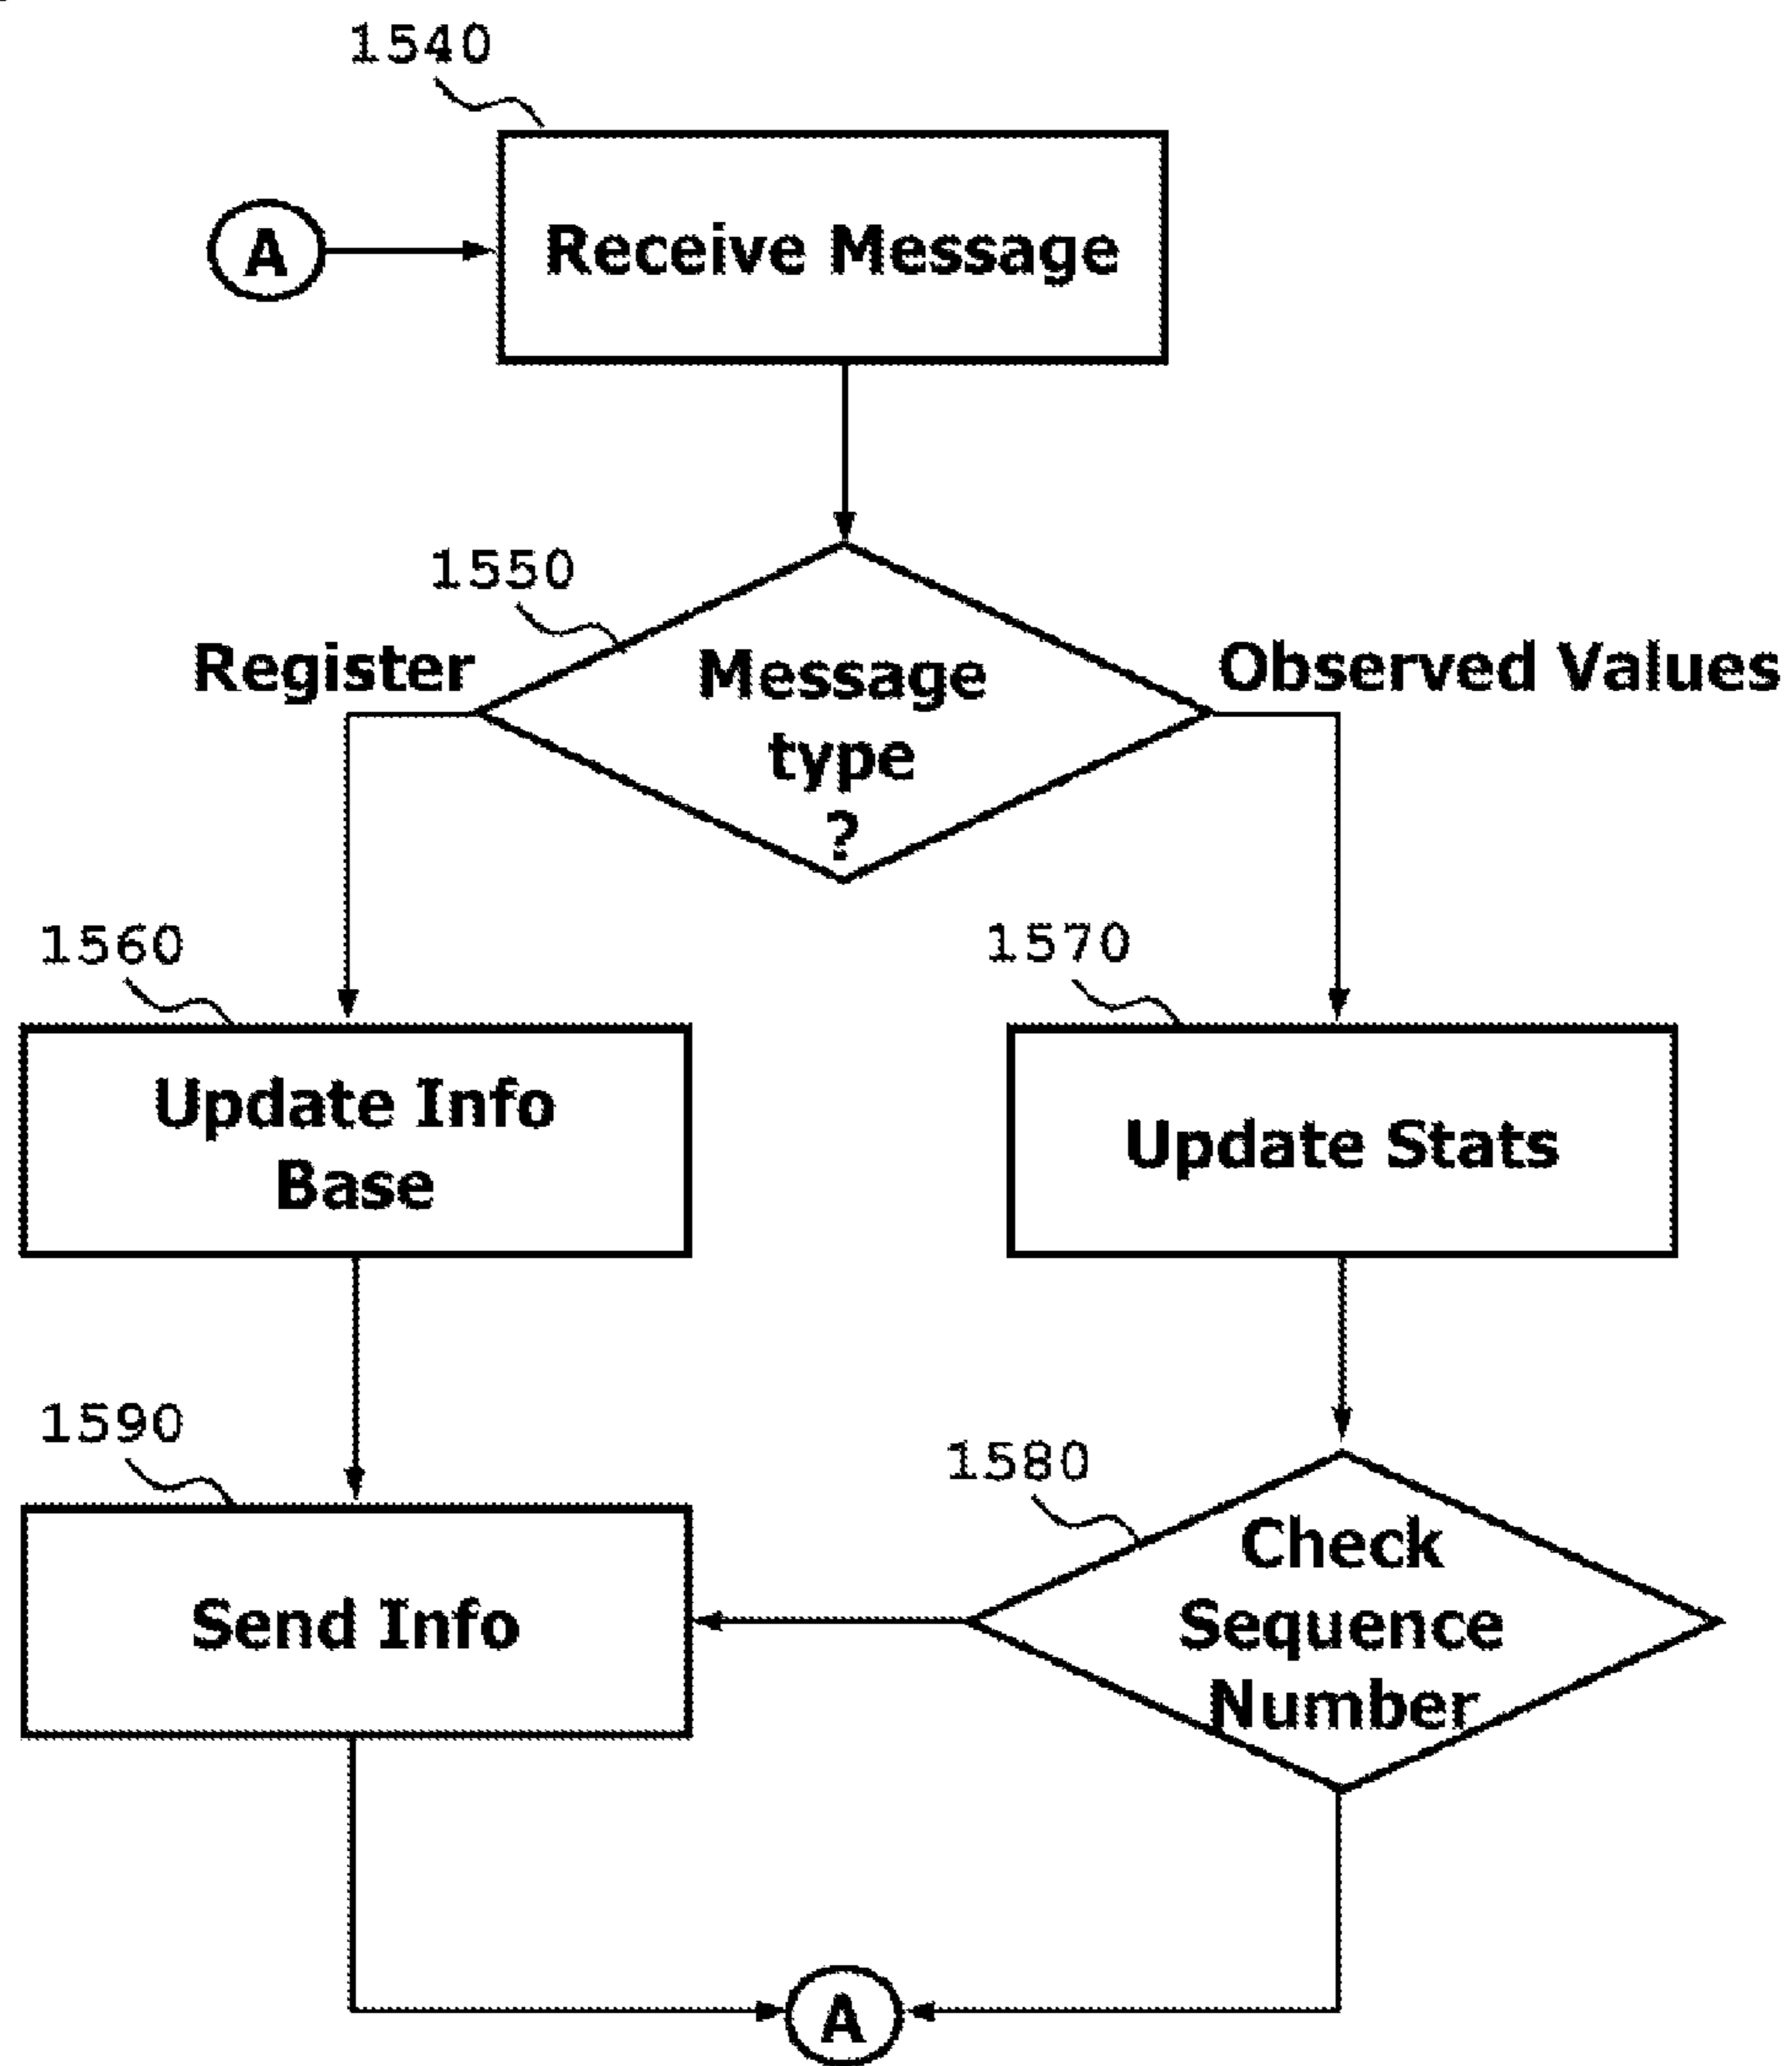 1540
A
Receive Message
1550
Register
Message
type
?
Observed Values
1560
Update Info
Base
1570
Update Stats
1590
Send Info
1580
Check
Sequence
Number
A